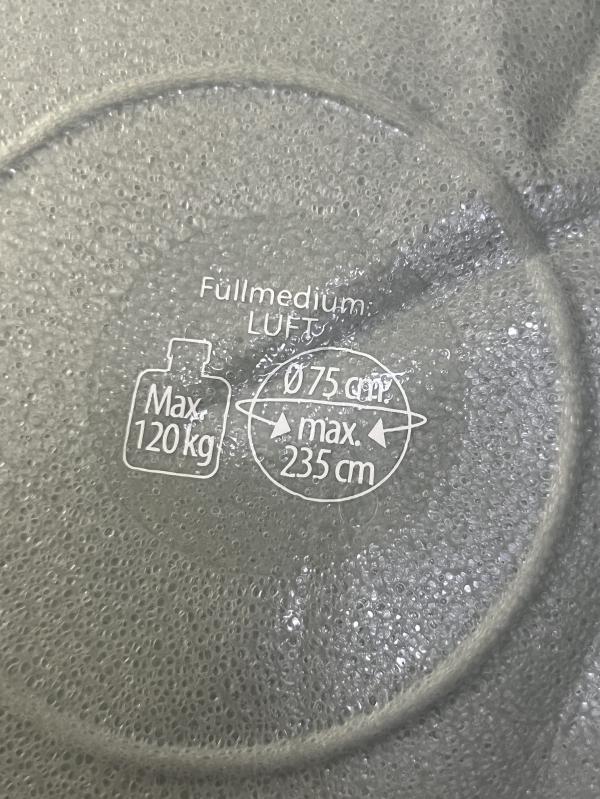 Füllmedium:
LUFT
Max.
120 kg
Ø 75 cm
max.
235 cm